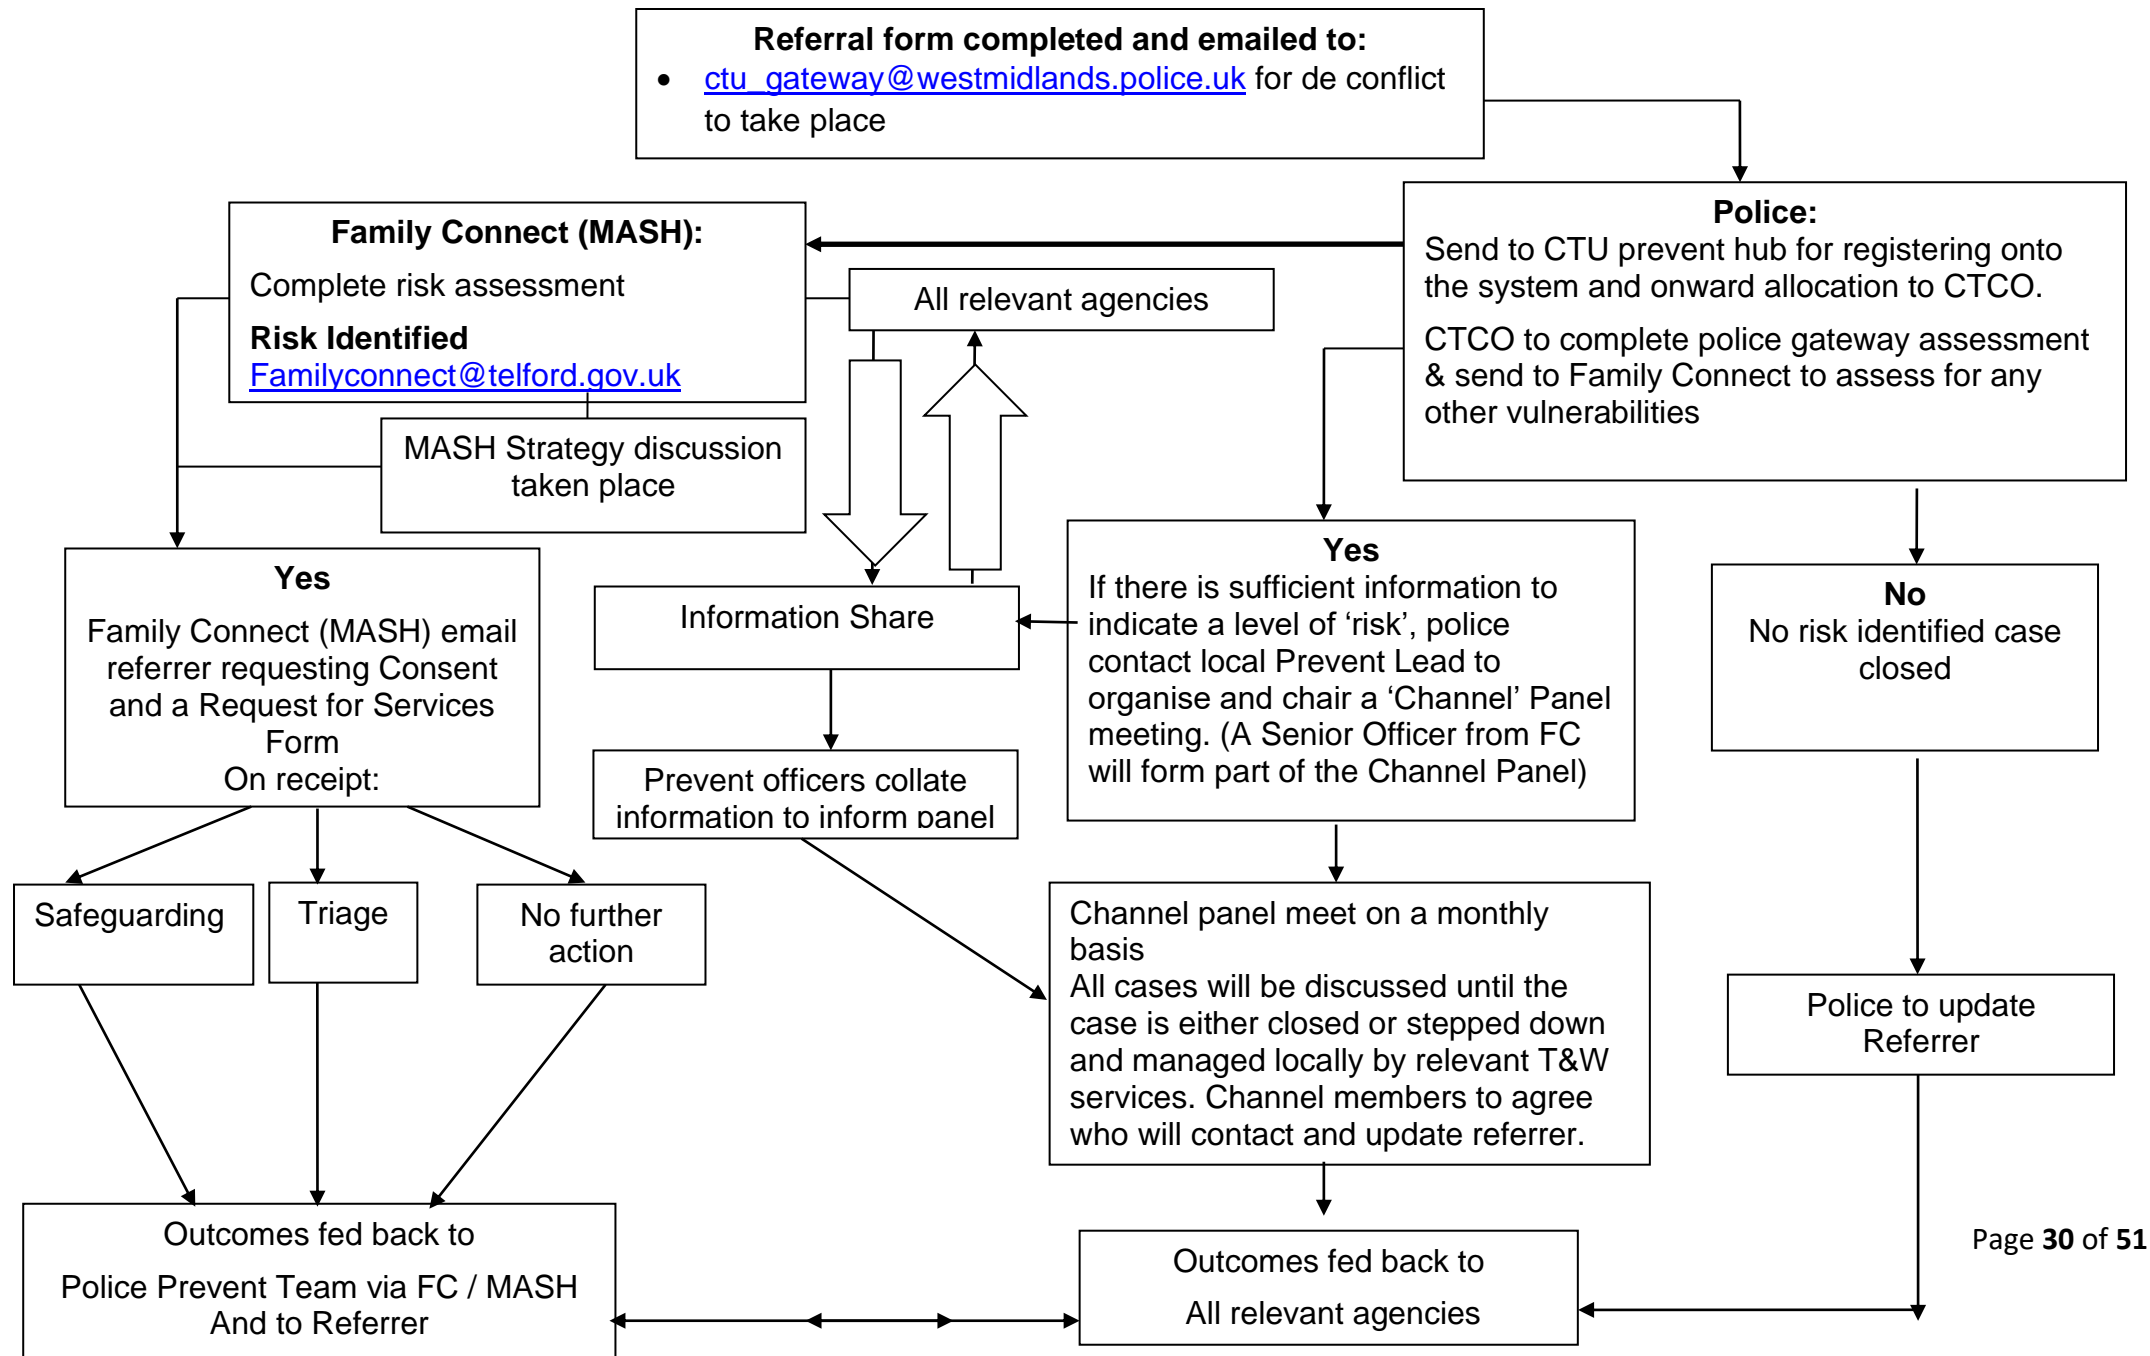 Referral form completed and emailed to:
• ctu_gateway@westmidlands.police.uk for de conflict
to take place
Police:
Send to CTU prevent hub for registering onto
the system and onward allocation to CTCO.
CTCO to complete police gateway assessment
& send to Family Connect to assess for any
other vulnerabilities
Family Connect (MASH):
Complete risk assessment
Risk Identified
Familyconnect@telford.gov.uk
All relevant agencies
MASH Strategy discussion
taken place
Yes
Family Connect (MASH) email
referrer requesting Consent
and a Request for Services
Form
On receipt:
Information Share
Yes
If there is sufficient information to
indicate a level of ‘risk’, police
contact local Prevent Lead to
organise and chair a ‘Channel’ Panel
meeting. (A Senior Officer from FC
will form part of the Channel Panel)
No
No risk identified case
closed
Prevent officers collate
information to inform panel
Safeguarding
Triage
No further
action
Channel panel meet on a monthly
basis
All cases will be discussed until the
case is either closed or stepped down
and managed locally by relevant T&W
services. Channel members to agree
who will contact and update referrer.
Police to update
Referrer
Outcomes fed back to
Police Prevent Team via FC / MASH
And to Referrer
Outcomes fed back to
All relevant agencies
Page 30 of 51